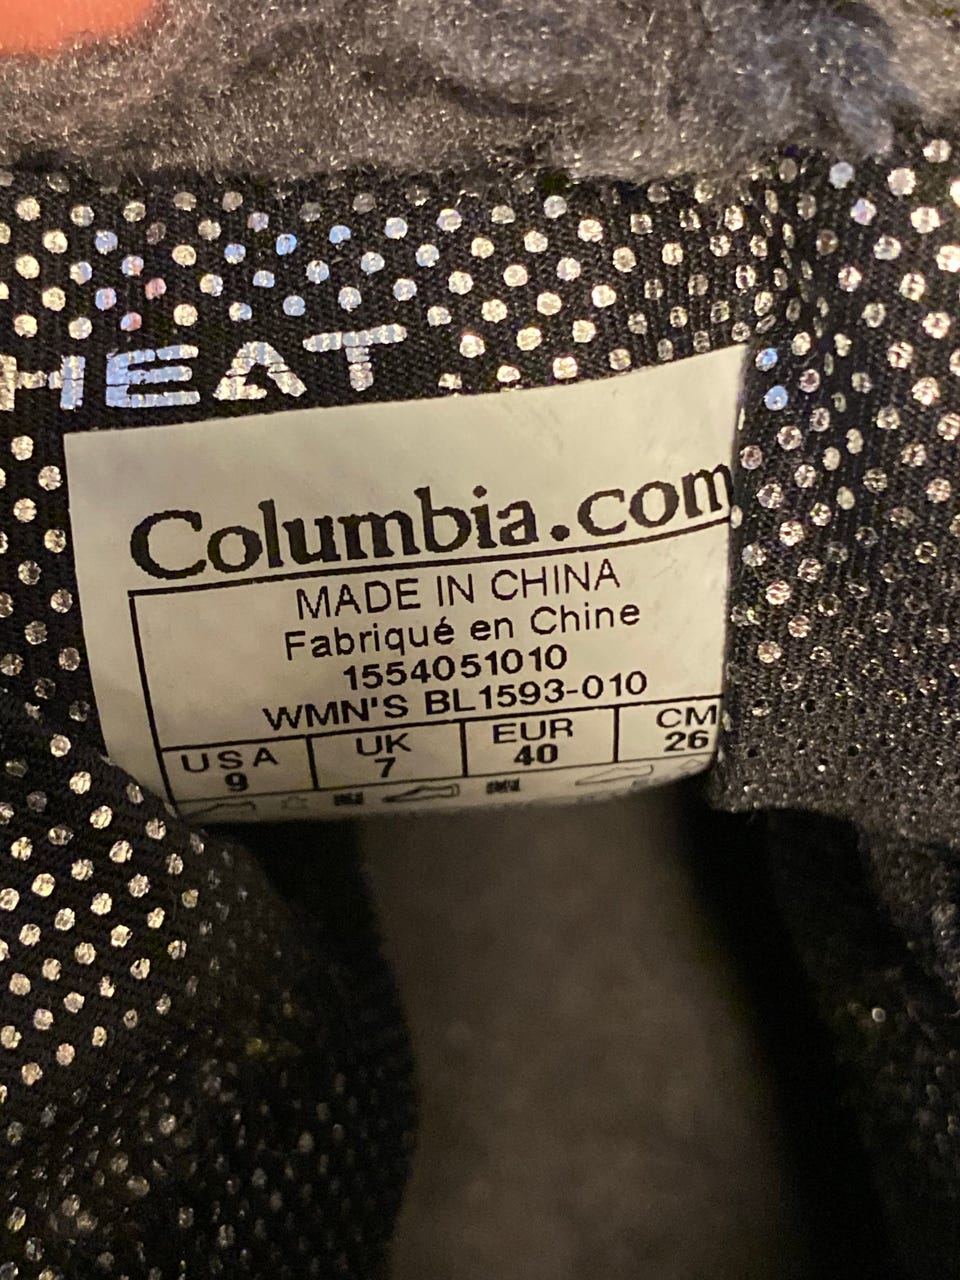 HEAT
Columbia.com
MADE IN CHINA
Fabriqué en Chine
1554051010
WMN'S BL1593-010
USA UK EUR CM
9 7 40 26